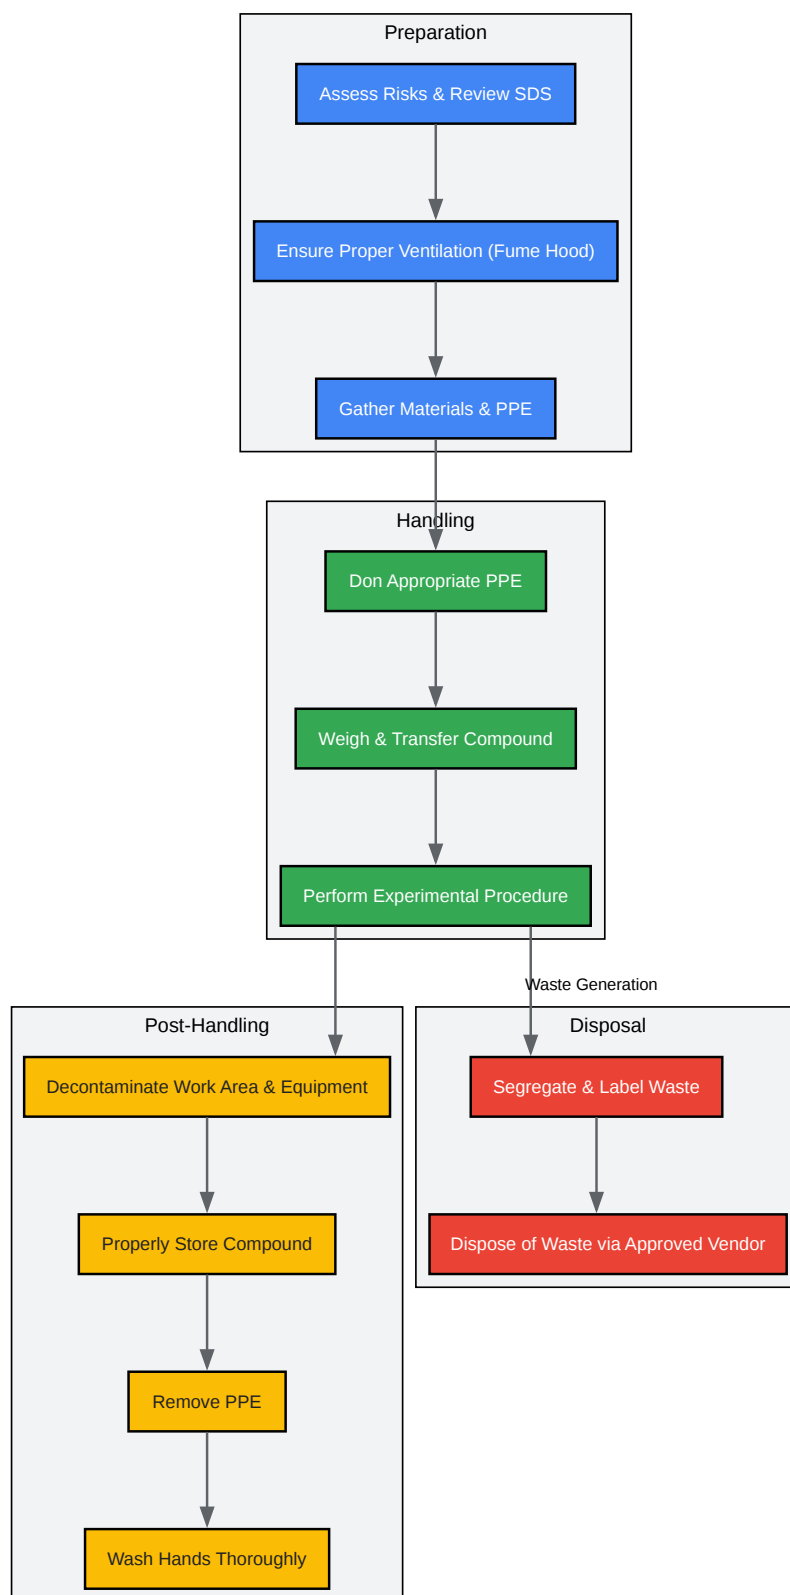 Preparation
Assess Risks & Review SDS
Ensure Proper Ventilation (Fume Hood)
Gather Materials & PPE
Handling
Don Appropriate PPE
Weigh & Transfer Compound
Perform Experimental Procedure
Waste Generation
Post-Handling
Decontaminate Work Area & Equipment
Properly Store Compound
Remove PPE
Wash Hands Thoroughly
Disposal
Segregate & Label Waste
Dispose of Waste via Approved Vendor